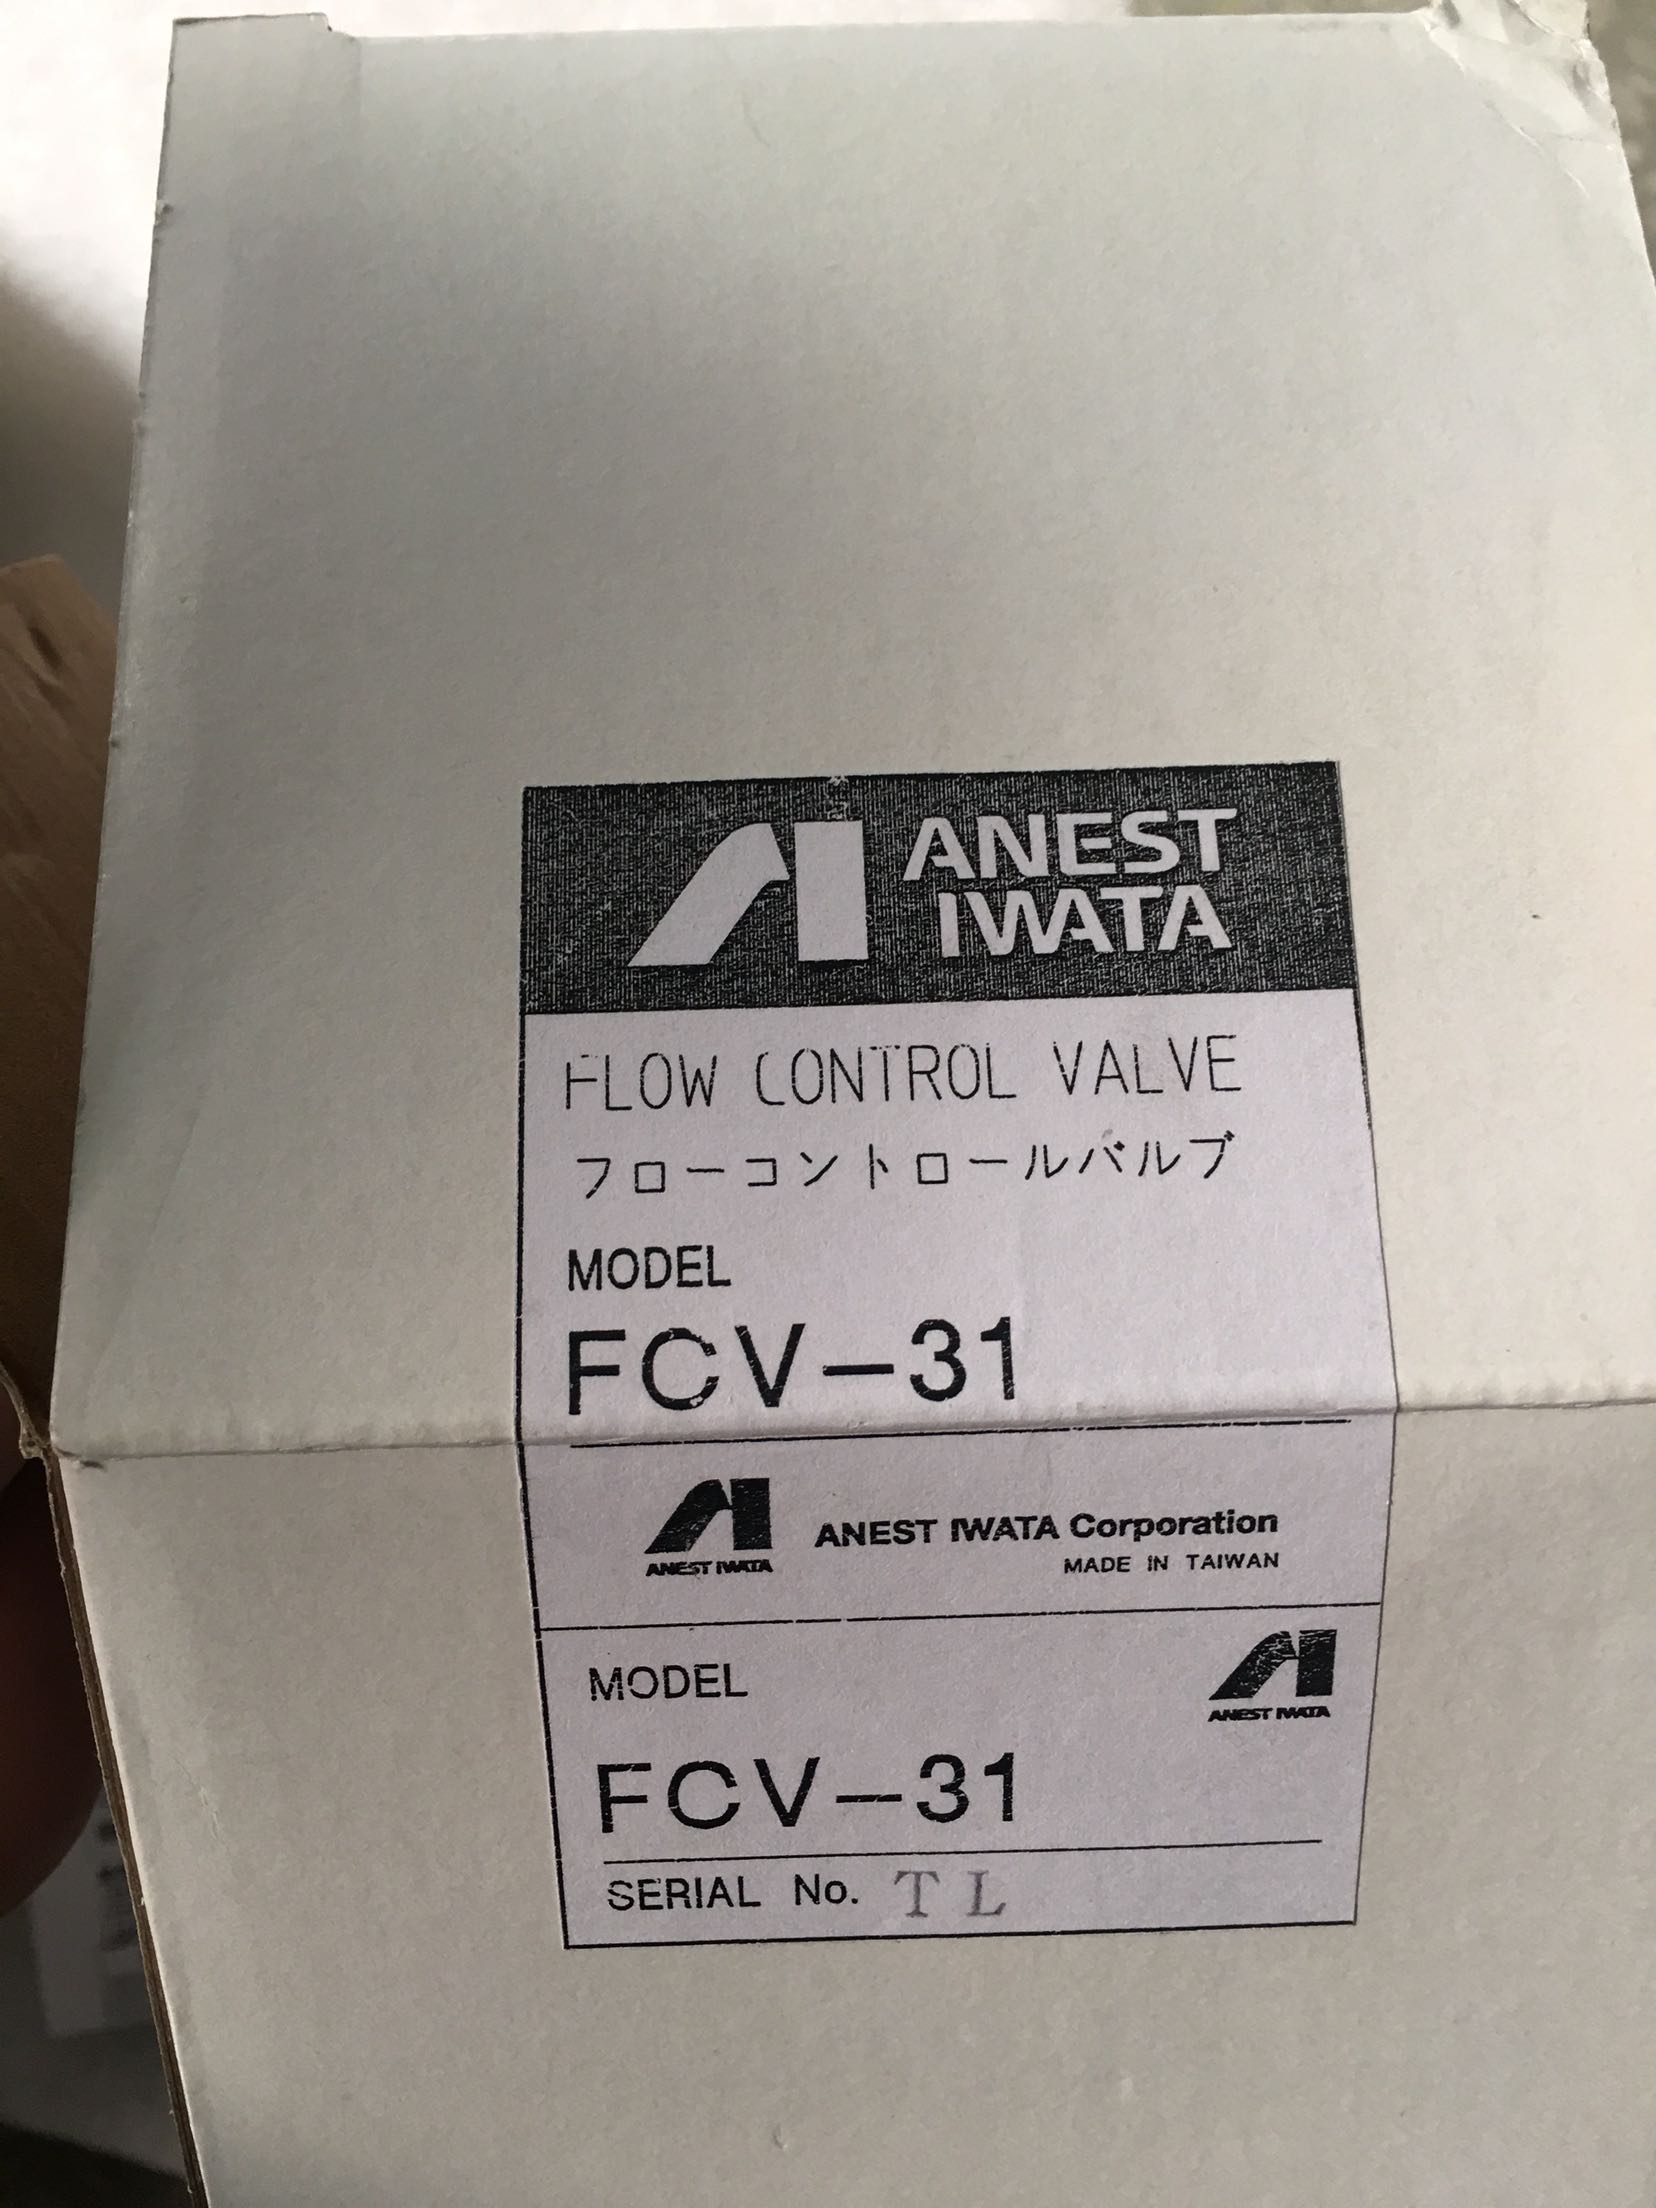 ANEST
IWATA
FLOW CONTROL VALVE
フローコントロールバルブ
MODEL
FCV-31
ANEST IWATA
ANEST IWATA Corporation
MADE IN TAIWAN
MODEL
ANEST IWATA
FCV-31
SERIAL No. TL